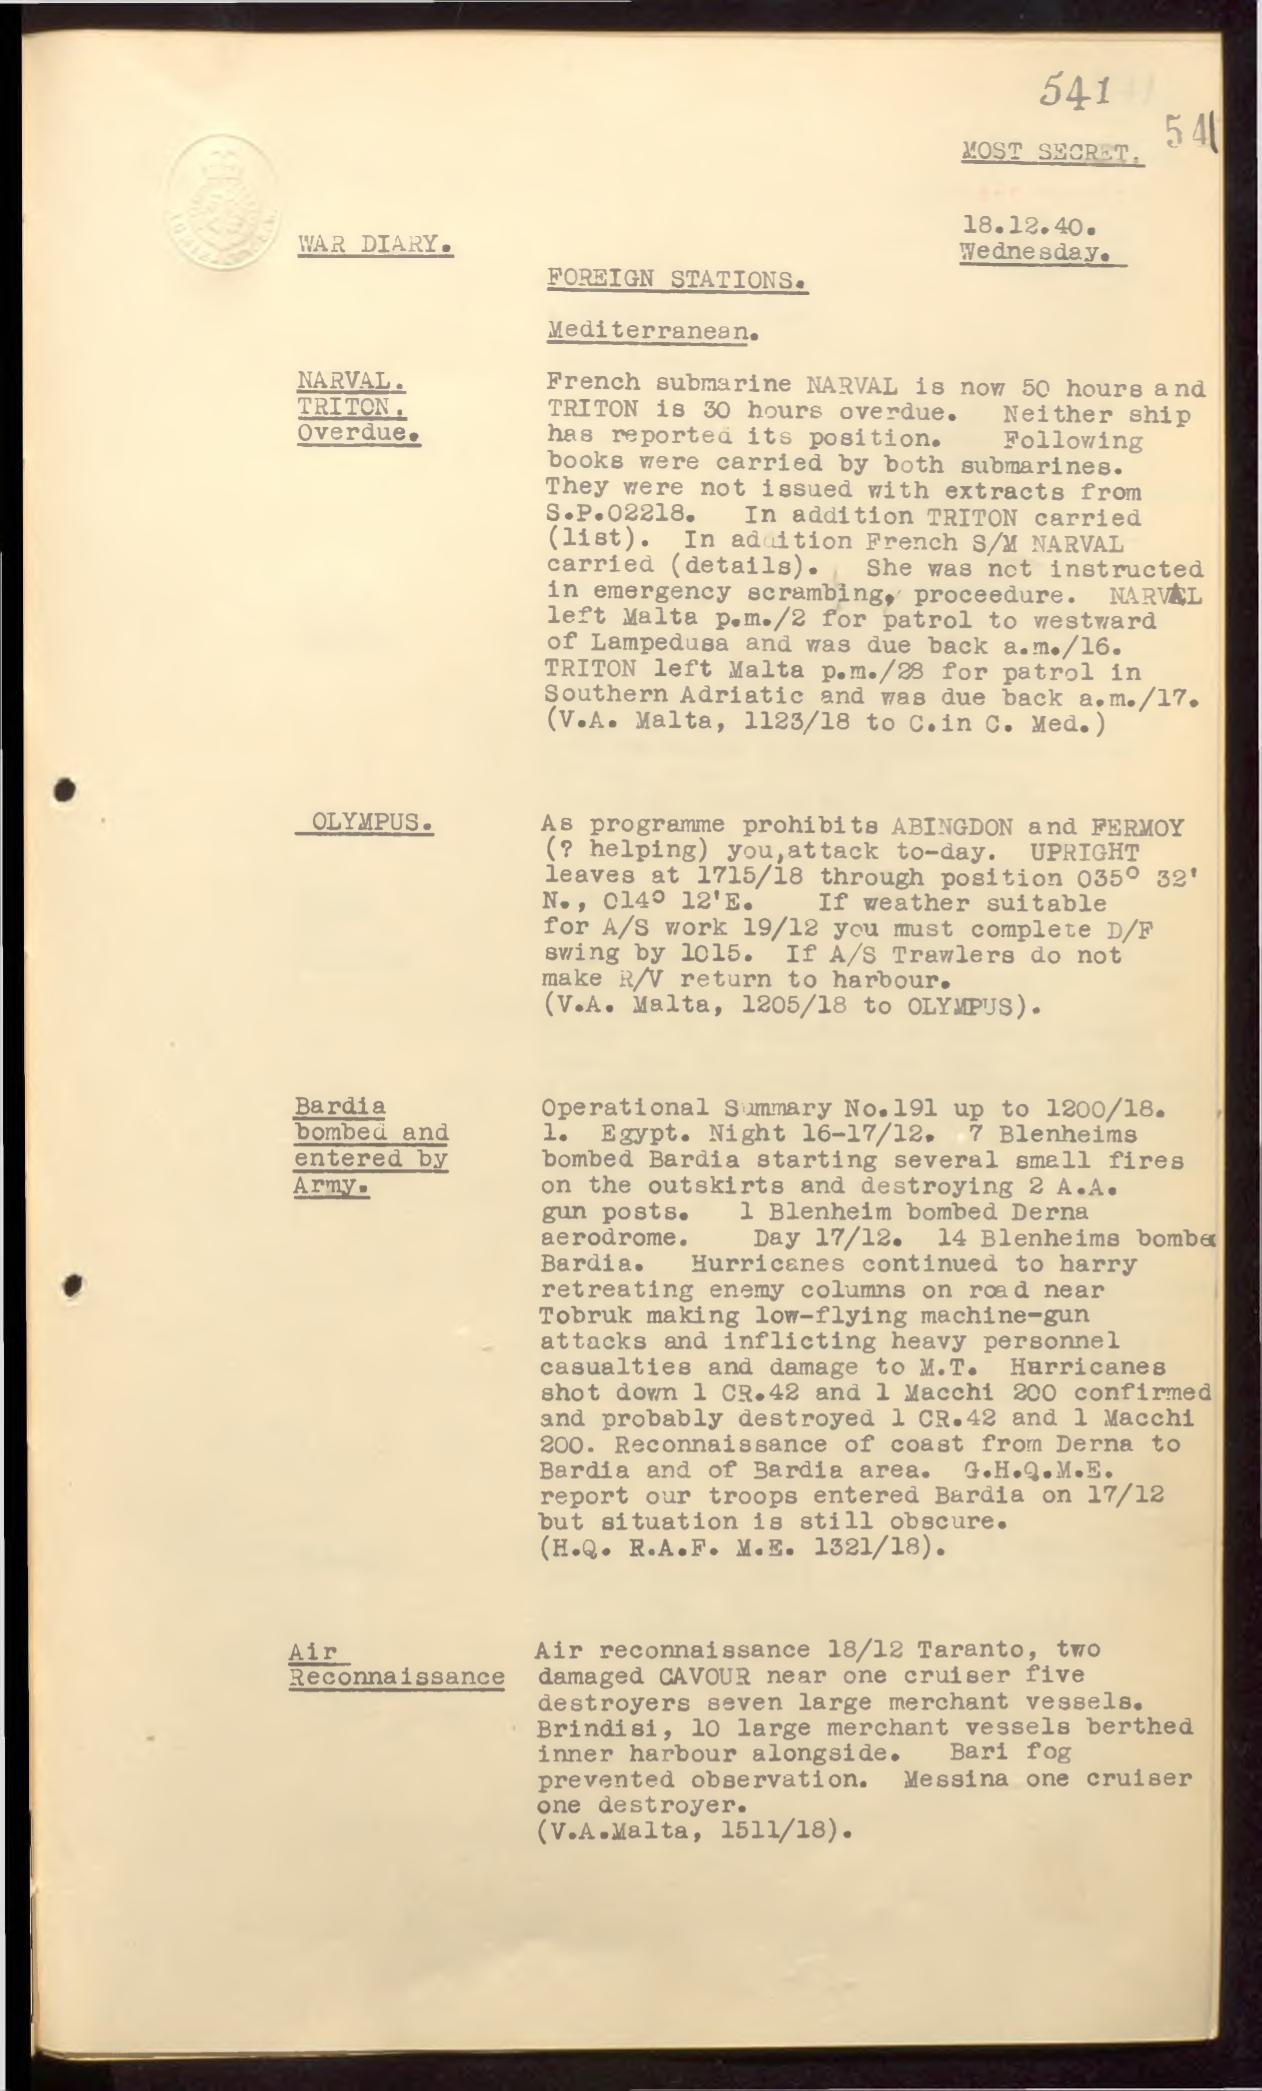 541
541
MOST SECRET.
18.12.40.
Wednesday.
WAR DIARY.
FOREIGN STATIONS.
Mediterranean.
NARVAL.
TRITON.
Overdue.
French submarine NARVAL is now 50 hours and
TRITON is 30 hours overdue. Neither ship
has reported its position. Following
books were carried by both submarines.
They were not issued with extracts from
S.P.02218. In addition TRITON carried
(list). In addition French S/M NARVAL
carried (details). She was not instructed
in emergency scrambing, proceedure. NARVAL
left Malta p.m./2 for patrol to westward
of Lampedusa and was due back a.m./16.
TRITON left Malta p.m./28 for patrol in
Southern Adriatic and was due back a.m./17.
(V.A. Malta, 1123/18 to C.in C. Med.)
OLYMPUS.
As programme prohibits ABINGDON and FERMOY
(? helping) you,attack to-day. UPRIGHT
leaves at 1715/18 through position 035° 32'
N., 014° 12'E. If weather suitable
for A/S work 19/12 you must complete D/F
swing by 1015. If A/S Trawlers do not
make R/V return to harbour.
(V.A. Malta, 1205/18 to OLYMPUS).
Bardia
bombed and
entered by
Army.
Operational Summary No.191 up to 1200/18.
1. Egypt. Night 16-17/12. 7 Blenheims
bombed Bardia starting several small fires
on the outskirts and destroying 2 A.A.
gun posts. 1 Blenheim bombed Derna
aerodrome. Day 17/12. 14 Blenheims bombed
Bardia. Hurricanes continued to harry
retreating enemy columns on road near
Tobruk making low-flying machine-gun
attacks and inflicting heavy personnel
casualties and damage to M.T. Hurricanes
shot down 1 CR.42 and 1 Macchi 200 confirmed
and probably destroyed 1 CR.42 and 1 Macchi
200. Reconnaissance of coast from Derna to
Bardia and of Bardia area. G.H.Q.M.E.
report our troops entered Bardia on 17/12
but situation is still obscure.
(H.Q. R.A.F. M.E. 1321/18).
Air
Reconnaissance
Air reconnaissance 18/12 Taranto, two
damaged CAVOUR near one cruiser five
destroyers seven large merchant vessels.
Brindisi, 10 large merchant vessels berthed
inner harbour alongside. Bari fog
prevented observation. Messina one cruiser
one destroyer.
(V.A.Malta, 1511/18).